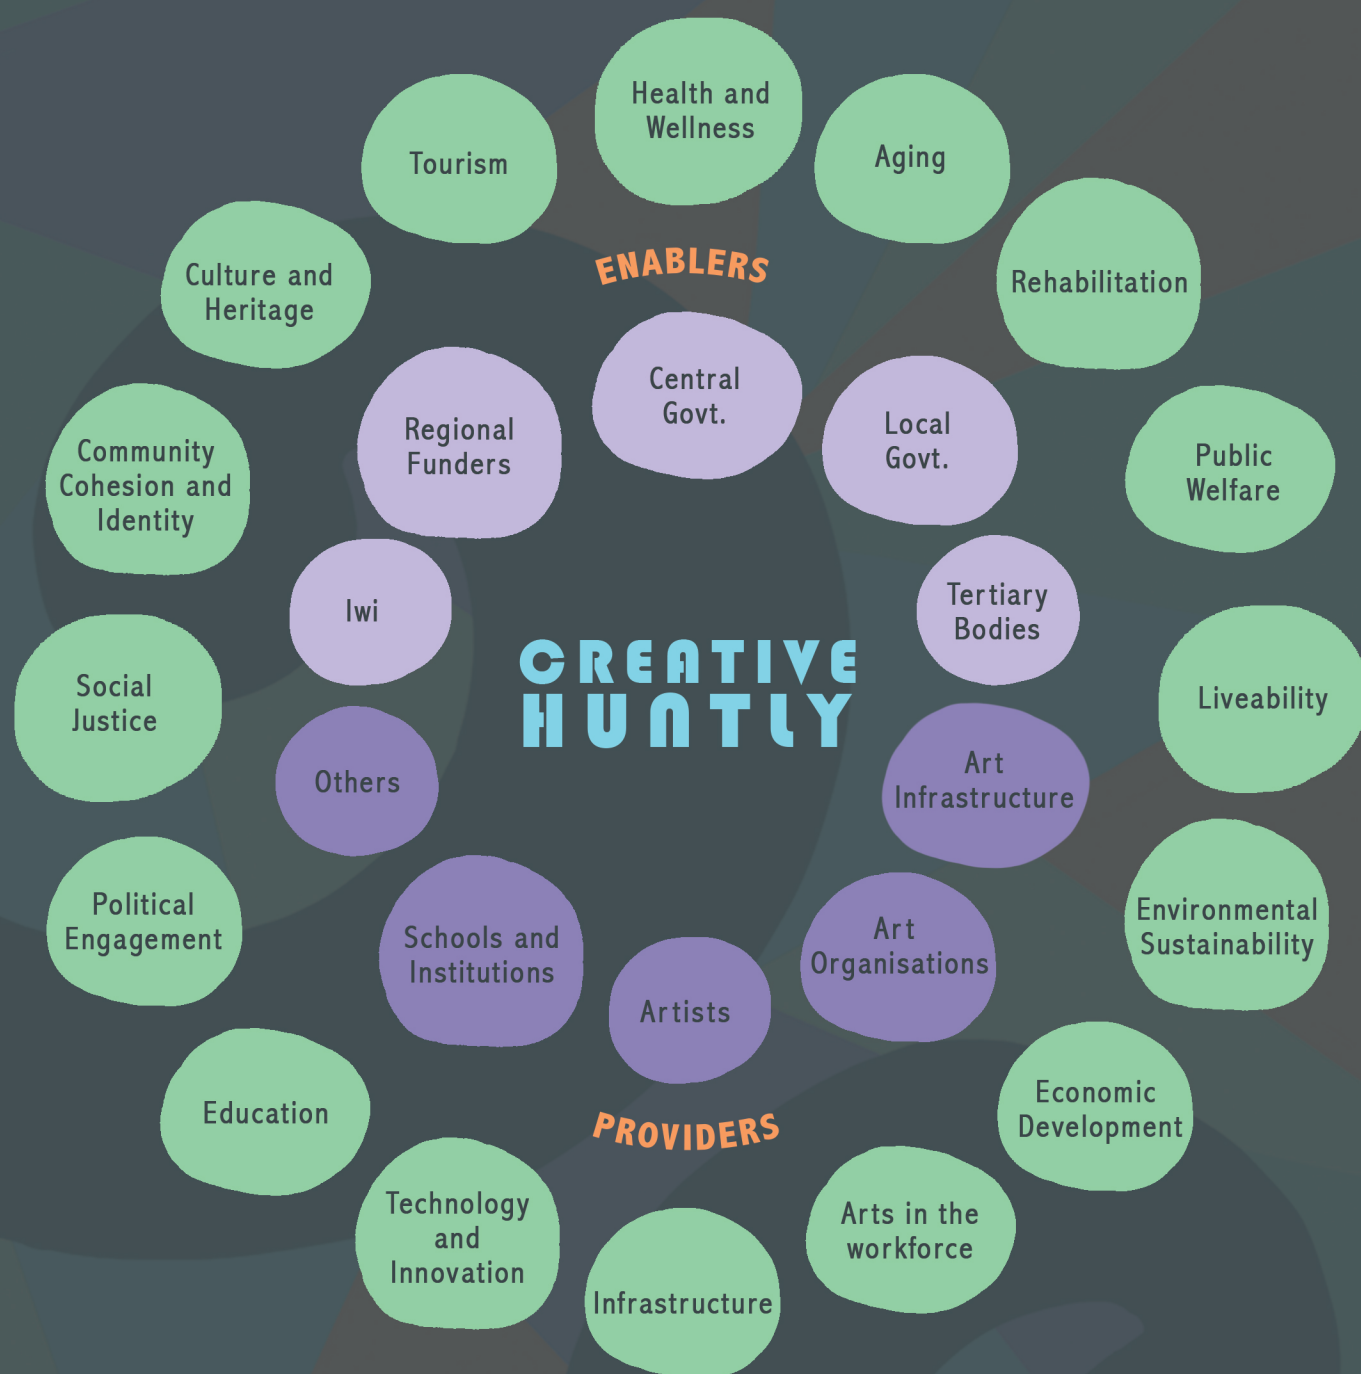 Health and
Wellness
Tourism
Aging
Culture and
Heritage
ENABLERS
Rehabilitation
Central
Govt.
Regional
Funders
Local
Govt.
Community
Cohesion and
Identity
Public
Welfare
Iwi
Tertiary
Bodies
CREATIVE
HUNTLY
Social
Justice
Liveability
Others
Art
Infrastructure
Political
Engagement
Schools and
Institutions
Art
Organisations
Environmental
Sustainability
Artists
Education
PROVIDERS
Economic
Development
Technology
and
Innovation
Arts in the
workforce
Infrastructure